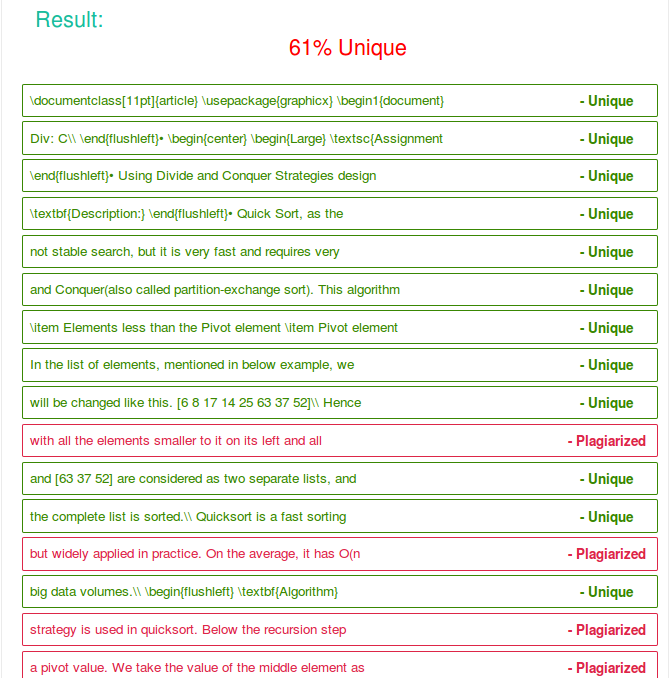 Result:
61% Unique
\documentclass[11pt]{article} \usepackage{graphicx} \begin1{document} - Unique
Div: C\\ \end{flushleft}• \begin{center} \begin{Large} \textsc{Assignment - Unique
\end{flushleft}• Using Divide and Conquer Strategies design - Unique
\textbf{Description:} \end{flushleft}• Quick Sort, as the - Unique
not stable search, but it is very fast and requires very - Unique
and Conquer(also called partition-exchange sort). This algorithm - Unique
\item Elements less than the Pivot element \item Pivot element - Unique
In the list of elements, mentioned in below example, we - Unique
will be changed like this. [6 8 17 14 25 63 37 52]\\ Hence - Unique
with all the elements smaller to it on its left and all - Plagiarized
and [63 37 52] are considered as two separate lists, and - Unique
the complete list is sorted.\\ Quicksort is a fast sorting - Unique
but widely applied in practice. On the average, it has O(n - Plagiarized
big data volumes.\\ \begin{flushleft} \textbf{Algorithm} - Unique
strategy is used in quicksort. Below the recursion step - Plagiarized
a pivot value. We take the value of the middle element as - Plagiarized